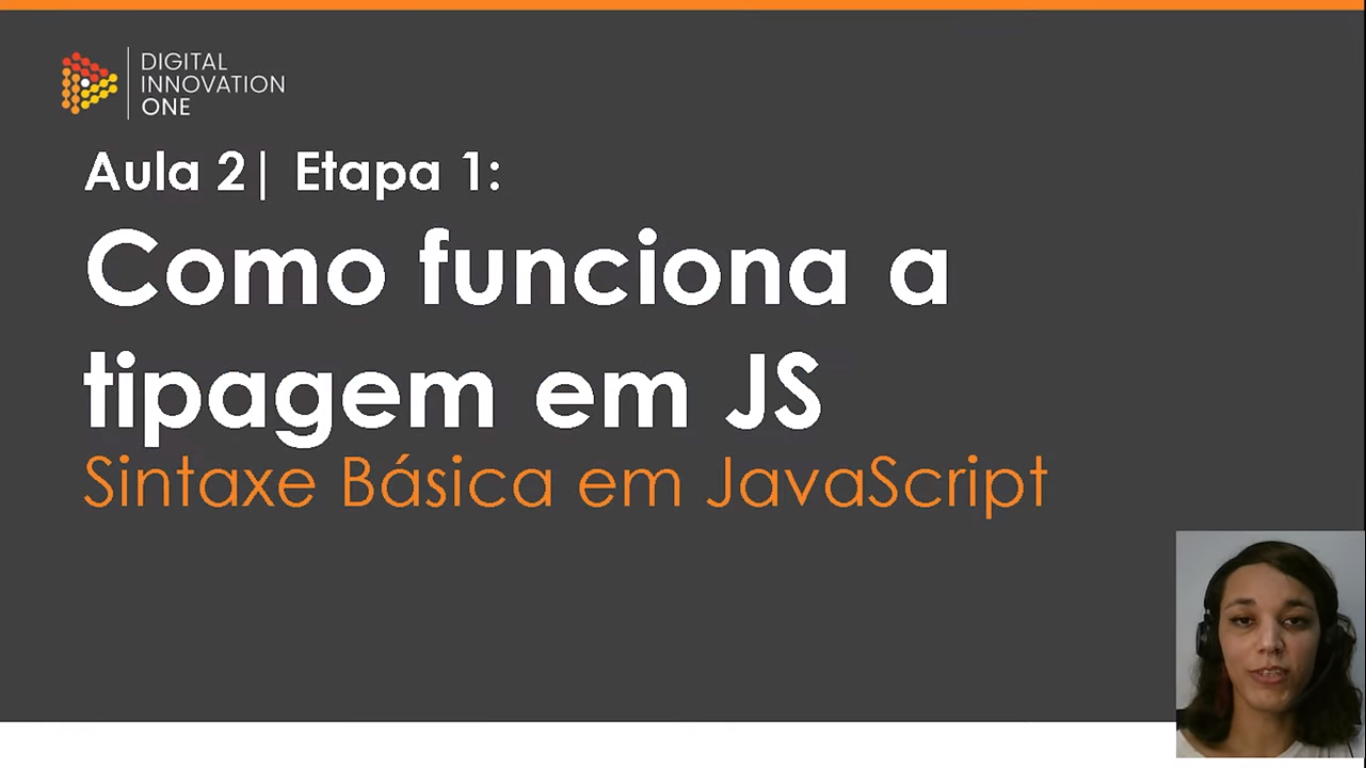 DIGITAL
INNOVATION
ONE
Aula 2| Etapa 1:
Como funciona a
tipagem em JS
Sintaxe Básica em JavaScript